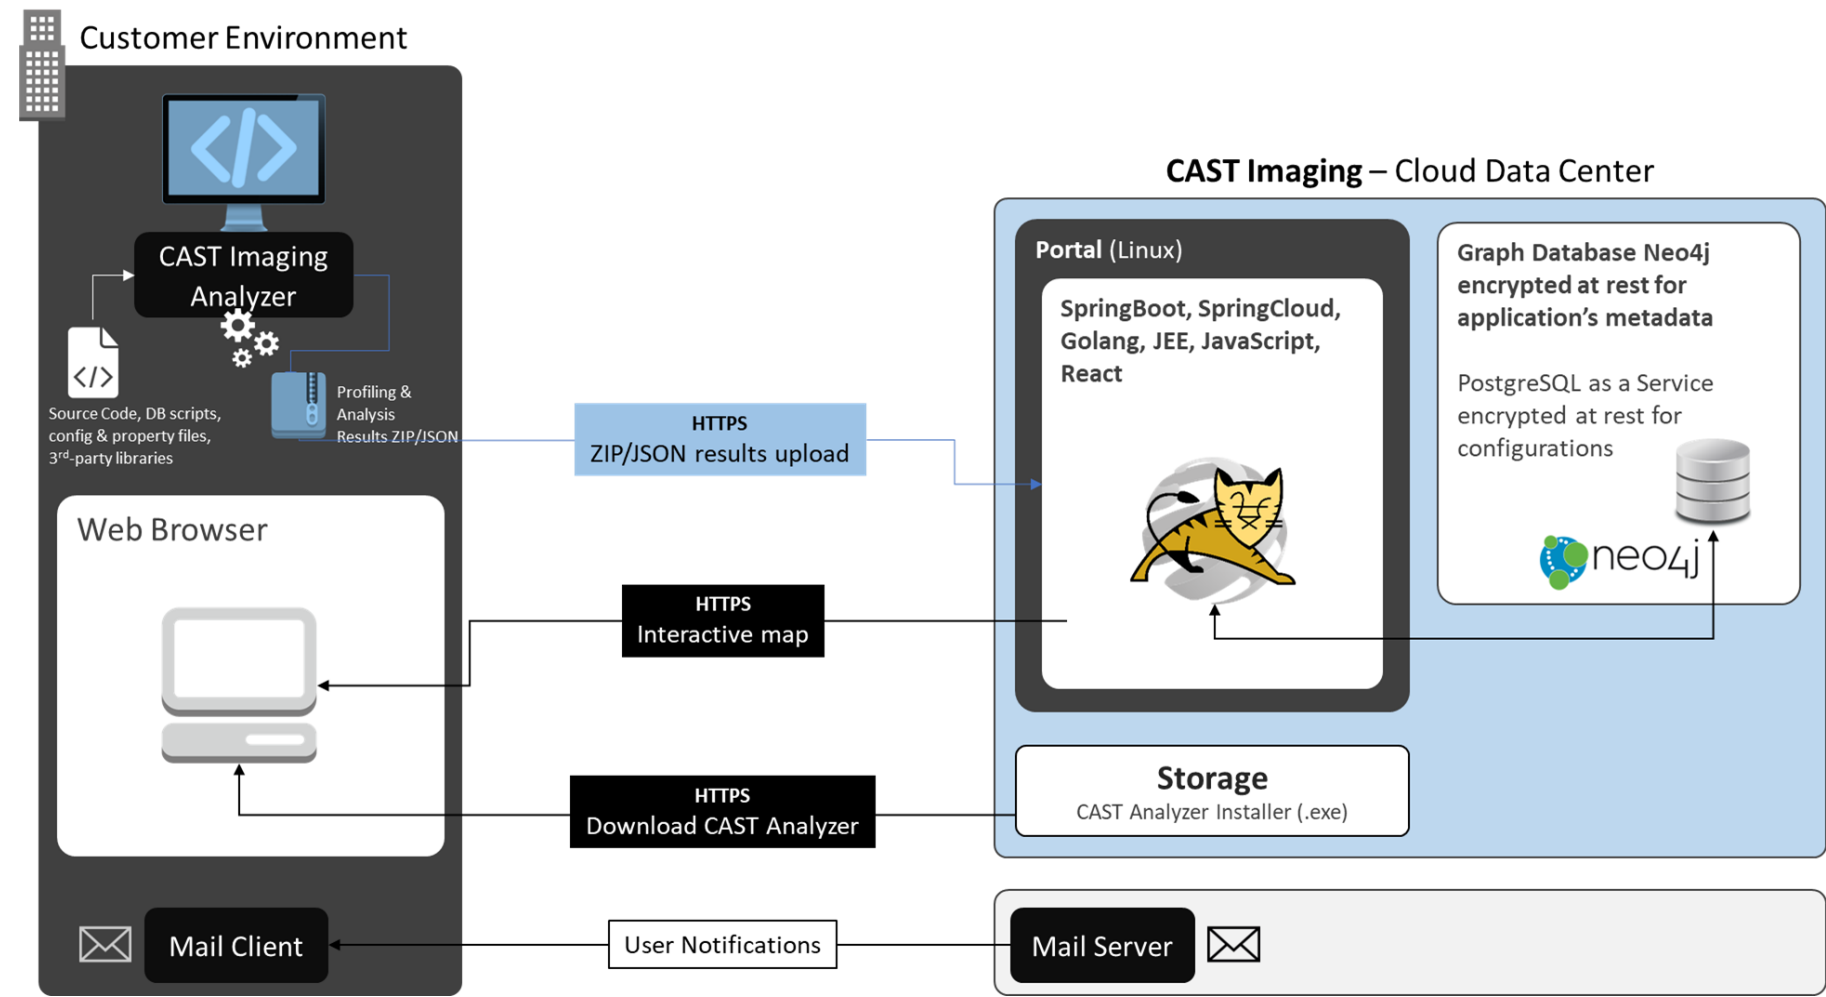 Customer Environment
</>
CAST Imaging
Analyzer
</>
Source Code, DB scripts,
config & property files,
3rd-party libraries
Profiling &
Analysis
Results ZIP/JSON
Web Browser
Mail Client
HTTPS
ZIP/JSON results upload
HTTPS
Interactive map
HTTPS
Download CAST Analyzer
User Notifications
CAST Imaging – Cloud Data Center
Portal (Linux)
SpringBoot, SpringCloud,
Golang, JEE, JavaScript,
React
Graph Database Neo4j
encrypted at rest for
application’s metadata
PostgreSQL as a Service
encrypted at rest for
configurations
neo4j
Storage
CAST Analyzer Installer (.exe)
Mail Server